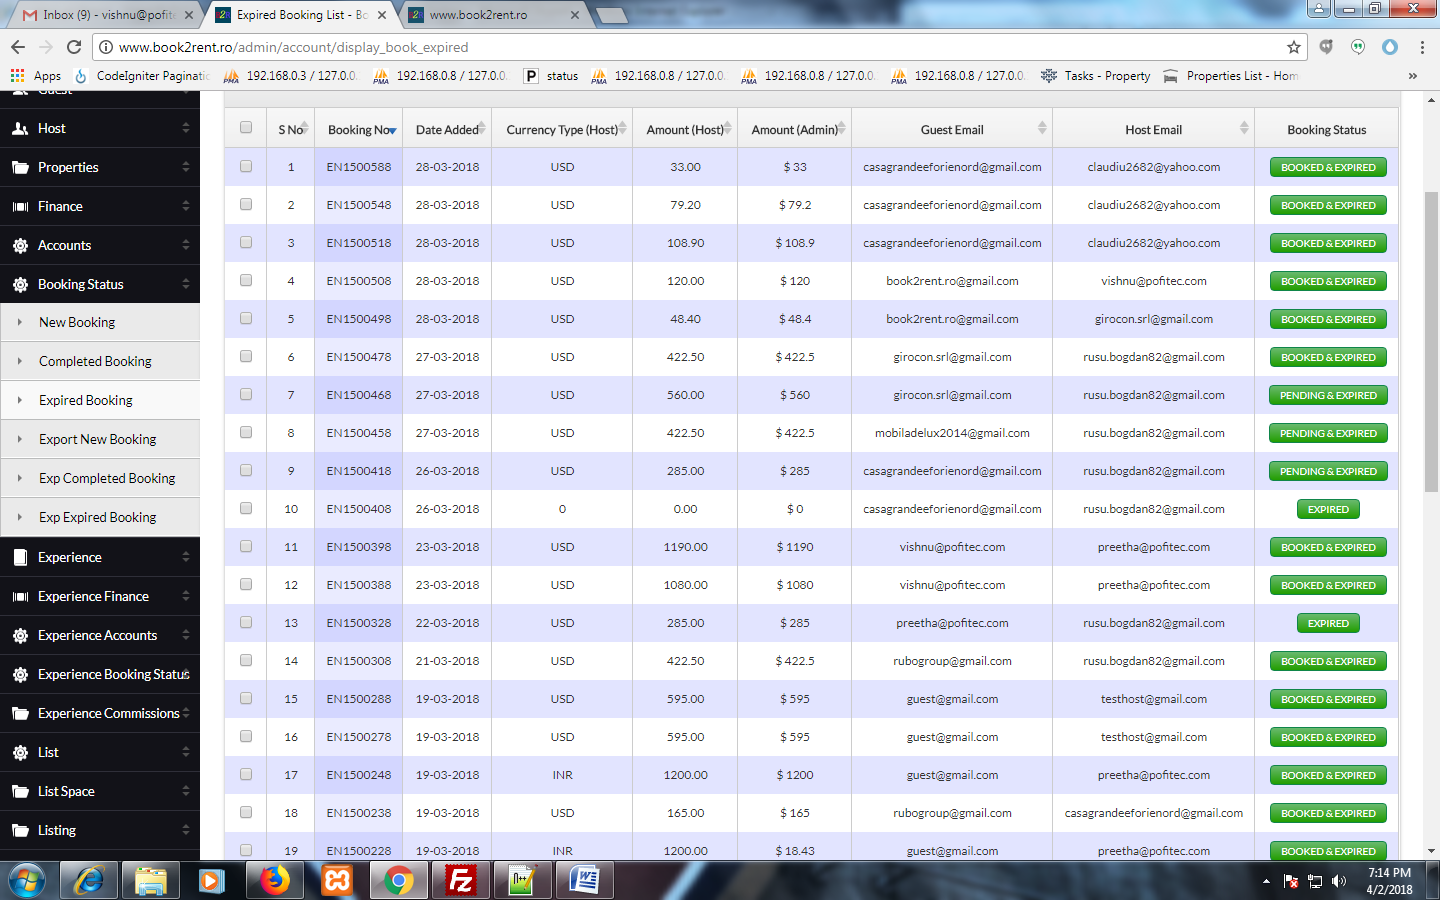 Inbox (9) - vishnu@pofite
Expired Booking List - Bo
www.book2rent.ro
www.book2rent.ro/admin/account/display_book_expired
Apps
CodeIgniter Paginatio
192.168.0.3 / 127.0.0.
192.168.0.8 / 127.0.0.
status
192.168.0.8 / 127.0.0.
192.168.0.8 / 127.0.0.
192.168.0.8 / 127.0.0.
Tasks - Property
Properties List - Hom
»
Guest
Host
Properties
Finance
Accounts
Booking Status
New Booking
Completed Booking
Expired Booking
Export New Booking
Exp Completed Booking
Exp Expired Booking
Experience
Experience Finance
Experience Accounts
Experience Booking Status
Experience Commissions
List
List Space
Listing
S No Booking No Date Added Currency Type (Host) Amount (Host) Amount (Admin) Guest Email Host Email Booking Status
1 EN1500588 28-03-2018 USD 33.00 $ 33 casagrandeeforienord@gmail.com claudiu2682@yahoo.com BOOKED & EXPIRED
2 EN1500548 28-03-2018 USD 79.20 $ 79.2 casagrandeeforienord@gmail.com claudiu2682@yahoo.com BOOKED & EXPIRED
3 EN1500518 28-03-2018 USD 108.90 $ 108.9 casagrandeeforienord@gmail.com claudiu2682@yahoo.com BOOKED & EXPIRED
4 EN1500508 28-03-2018 USD 120.00 $ 120 book2rent.ro@gmail.com vishnu@pofitec.com BOOKED & EXPIRED
5 EN1500498 28-03-2018 USD 48.40 $ 48.4 book2rent.ro@gmail.com girocon.srl@gmail.com BOOKED & EXPIRED
6 EN1500478 27-03-2018 USD 422.50 $ 422.5 girocon.srl@gmail.com rusu.bogdan82@gmail.com BOOKED & EXPIRED
7 EN1500468 27-03-2018 USD 560.00 $ 560 girocon.srl@gmail.com rusu.bogdan82@gmail.com PENDING & EXPIRED
8 EN1500458 27-03-2018 USD 422.50 $ 422.5 mobiladelux2014@gmail.com rusu.bogdan82@gmail.com PENDING & EXPIRED
9 EN1500418 26-03-2018 USD 285.00 $ 285 casagrandeeforienord@gmail.com rusu.bogdan82@gmail.com PENDING & EXPIRED
10 EN1500408 26-03-2018 0 0.00 $ 0 casagrandeeforienord@gmail.com rusu.bogdan82@gmail.com EXPIRED
11 EN1500398 23-03-2018 USD 1190.00 $ 1190 vishnu@pofitec.com preetha@pofitec.com BOOKED & EXPIRED
12 EN1500388 23-03-2018 USD 1080.00 $ 1080 vishnu@pofitec.com preetha@pofitec.com BOOKED & EXPIRED
13 EN1500328 22-03-2018 USD 285.00 $ 285 preetha@pofitec.com rusu.bogdan82@gmail.com EXPIRED
14 EN1500308 21-03-2018 USD 422.50 $ 422.5 rubogroup@gmail.com rusu.bogdan82@gmail.com BOOKED & EXPIRED
15 EN1500288 19-03-2018 USD 595.00 $ 595 guest@gmail.com testhost@gmail.com BOOKED & EXPIRED
16 EN1500278 19-03-2018 USD 595.00 $ 595 guest@gmail.com testhost@gmail.com BOOKED & EXPIRED
17 EN1500248 19-03-2018 INR 1200.00 $ 1200 guest@gmail.com preetha@pofitec.com BOOKED & EXPIRED
18 EN1500238 19-03-2018 USD 165.00 $ 165 rubogroup@gmail.com casagrandeeforienord@gmail.com BOOKED & EXPIRED
19 EN1500228 19-03-2018 INR 1200.00 $ 18.43 guest@gmail.com preetha@pofitec.com BOOKED & EXPIRED
7:14 PM
4/2/2018